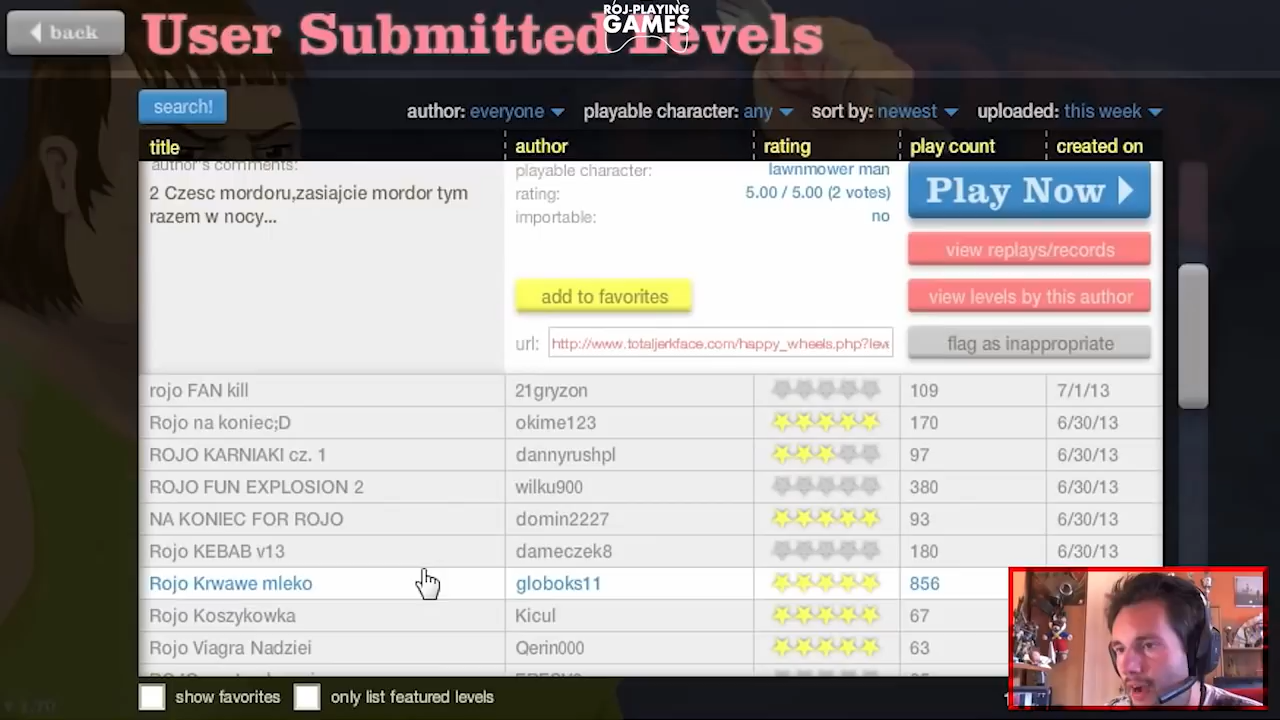 back
User Submitted Levels
ROJ-PLAYING
GAMES
search!
author: everyone
playable character: any
sort by: newest
uploaded: this week
title
author
rating
play count
created on
author's comments:
2 Czesc mordoru,zasiajcie mordor tym
razem w nocy...
playable character: lawnmower man
rating: 5.00 / 5.00 (2 votes)
importable: no
add to favorites
url: http://www.totaljerkface.com/happy_wheels.php?leve
Play Now
view replays/records
view levels by this author
flag as inappropriate
rojo FAN kill 21gryzon 109 7/1/13
Rojo na koniec;D okime123 170 6/30/13
ROJO KARNIAKI cz. 1 dannyrushpl 97 6/30/13
ROJO FUN EXPLOSION 2 wilku900 380 6/30/13
NA KONIEC FOR ROJO domin2227 93 6/30/13
Rojo KEBAB v13 dameczek8 180 6/30/13
Rojo Krwawe mleko globoks11 856
Rojo Koszykowka Kicul 67
Rojo Viagra Nadziei Qerin000 63
show favorites
only list featured levels